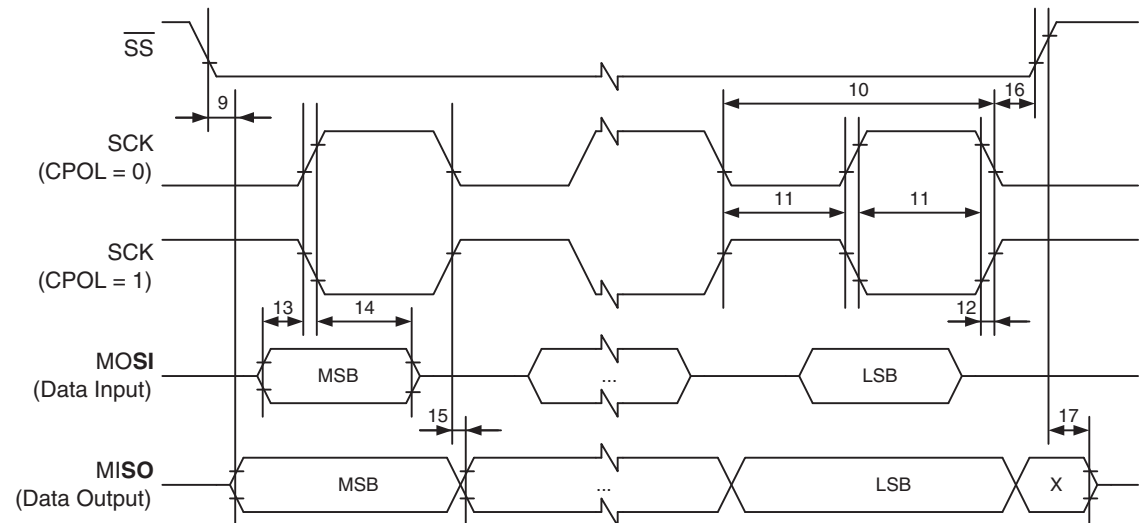 SS
9
10
16
SCK
(CPOL = 0)
11
11
SCK
(CPOL = 1)
13
14
12
MOSI
(Data Input)
MSB
...
LSB
15
17
MISO
(Data Output)
MSB
...
LSB
X